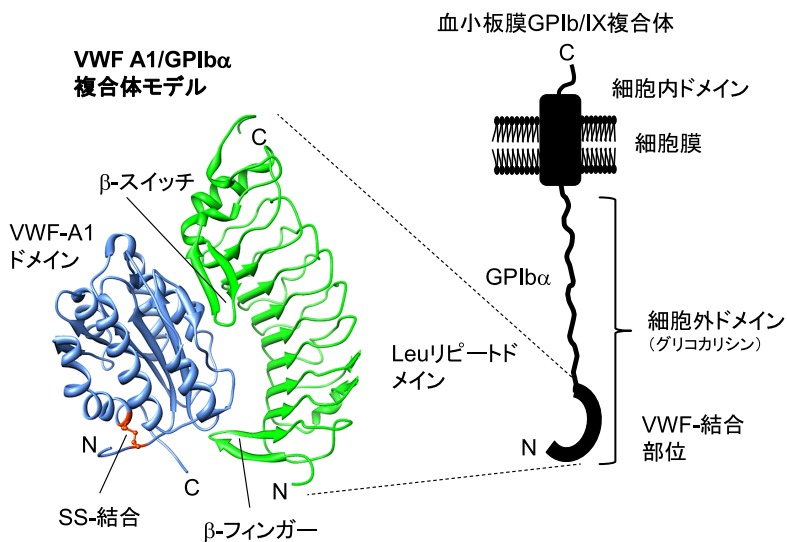 血小板膜GPIb/IX複合体
C
VWF A1/GPIbα
複合体モデル
細胞内ドメイン
細胞膜
C
β-スイッチ
VWF-A1
ドメイン
GPIbα
細胞外ドメイン
(グリコカリシン)
Leuリピートド
メイン
VWF-結合
部位
N
N
C
N
SS-結合
β-フィンガー